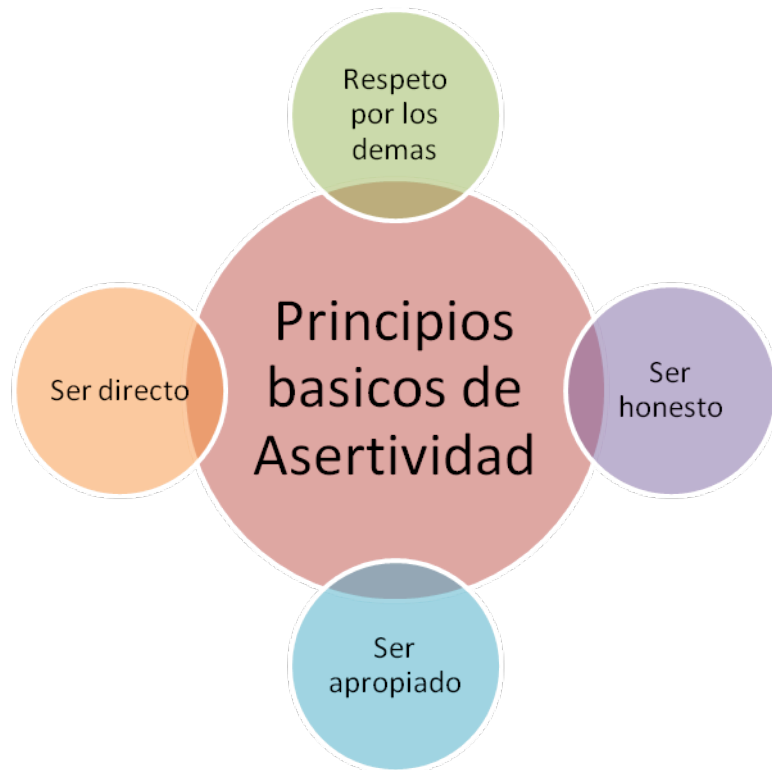 Respeto
por los
demas
Principios
basicos de
Asertividad
Ser directo
Ser
honesto
Ser
apropiado